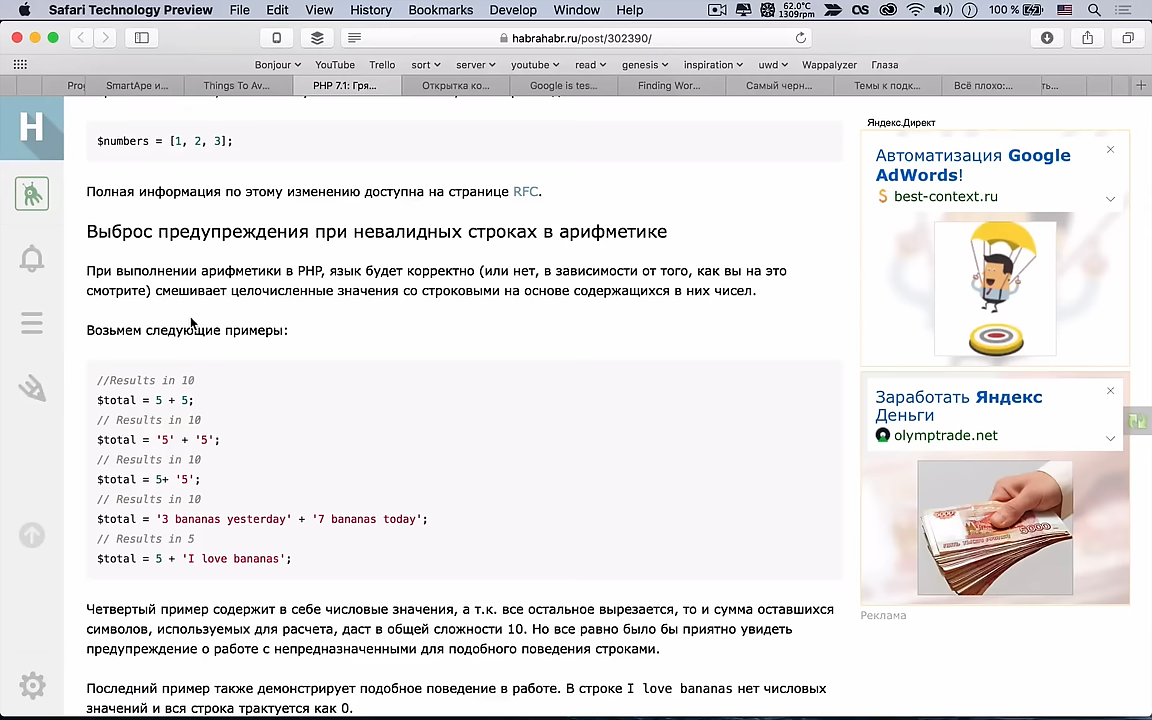 Safari Technology Preview File Edit View History Bookmarks Develop Window Help 62.0°C 1309rpm OS 100 %
habrahabr.ru/post/302390/
Bonjour YouTube Trello sort server youtube read genesis inspiration uwd Wappalyzer Глаза
Prog SmartApe и... Things To Av... PHP 7.1: Гря... Открытка ко... Google is tes... Finding Wor... Самый черн... Темы к подк... Всё плохо:... ть...
H
$numbers = [1, 2, 3];
Полная информация по этому изменению доступна на странице RFC.
Выброс предупреждения при невалидных строках в арифметике
При выполнении арифметики в PHP, язык будет корректно (или нет, в зависимости от того, как вы на это
смотрите) смешивает целочисленные значения со строковыми на основе содержащихся в них чисел.
Возьмем следующие примеры:
//Results in 10
$total = 5 + 5;
// Results in 10
$total = '5' + '5';
// Results in 10
$total = 5+ '5';
// Results in 10
$total = '3 bananas yesterday' + '7 bananas today';
// Results in 5
$total = 5 + 'I love bananas';
Четвертый пример содержит в себе числовые значения, а т.к. все остальное вырезается, то и сумма оставшихся
символов, используемых для расчета, даст в общей сложности 10. Но все равно было бы приятно увидеть
предупреждение о работе с непредназначенными для подобного поведения строками.
Последний пример также демонстрирует подобное поведение в работе. В строке I love bananas нет числовых
значений и вся строка трактуется как 0.
Яндекс.Директ
Автоматизация Google
AdWords!
best-context.ru
Заработать Яндекс
Деньги
olymptrade.net
5000
Реклама